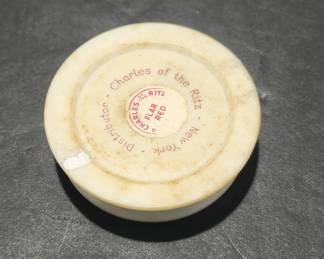 Charles of the Ritz - New York - Distributor -
CHARLES OF THE RITZ
FLAR
RED